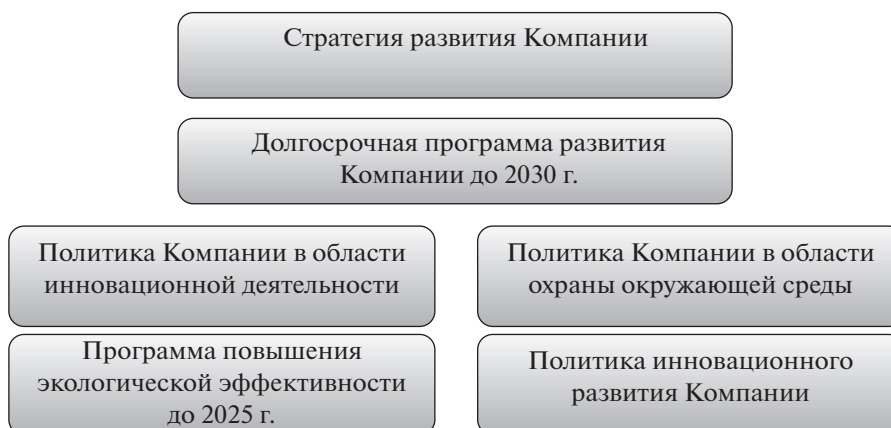 Стратегия развития Компании
Долгосрочная программа развития
Компании до 2030 г.
Политика Компании в области
инновационной деятельности
Политика Компании в области
охраны окружающей среды
Программа повышения
экологической эффективности
до 2025 г.
Политика инновационного
развития Компании